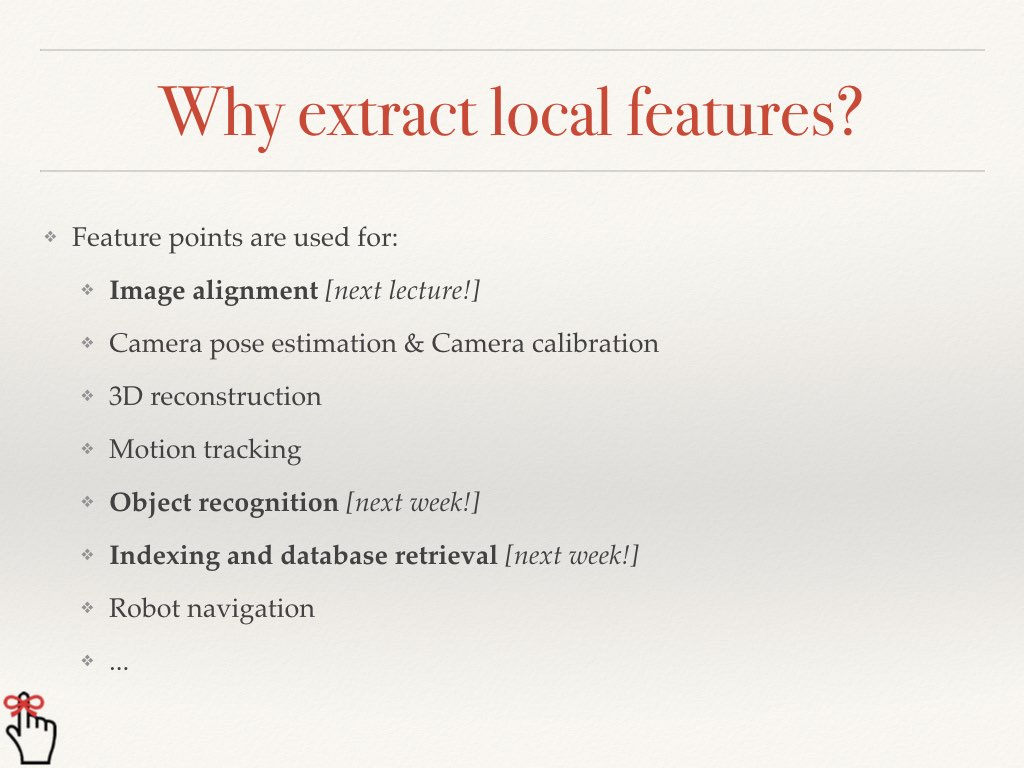 Why extract local features?
❖ Feature points are used for:
❖ Image alignment [next lecture!]
❖ Camera pose estimation & Camera calibration
❖ 3D reconstruction
❖ Motion tracking
❖ Object recognition [next week!]
❖ Indexing and database retrieval [next week!]
❖ Robot navigation
❖ ...